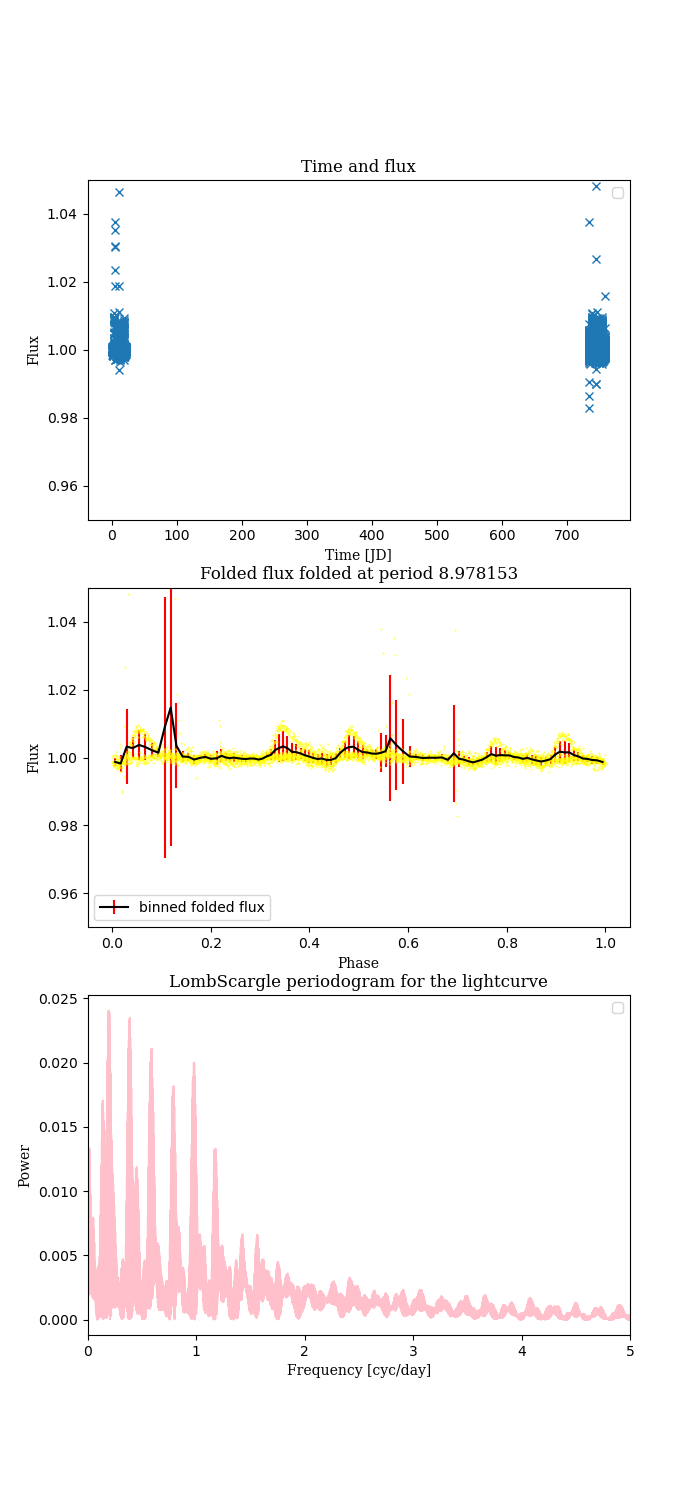 Time and flux
1.04
1.02
1.00
0.98
0.96
Flux
0 100 200 300 400 500 600 700
Time [JD]
Folded flux folded at period 8.978153
1.04
1.02
1.00
0.98
0.96
Flux
binned folded flux
0.0 0.2 0.4 0.6 0.8 1.0
Phase
LombScargle periodogram for the lightcurve
0.025
0.020
0.015
0.010
0.005
0.000
Power
0 1 2 3 4 5
Frequency [cyc/day]